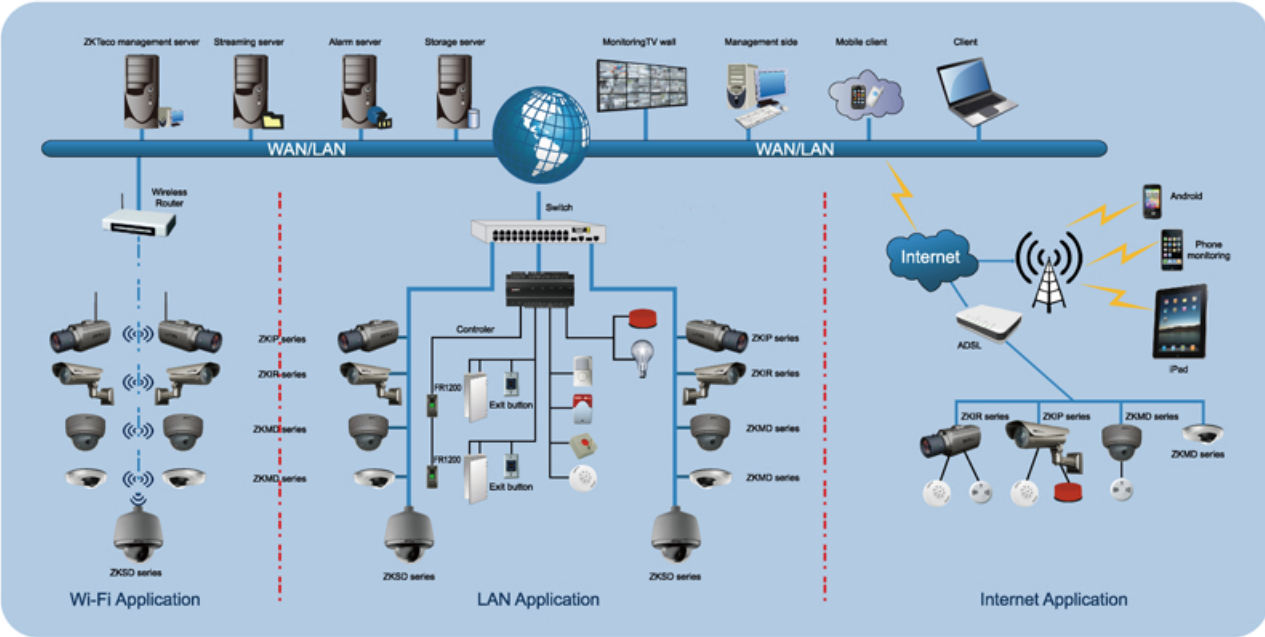 ZKTeco management server
Streaming server
Alarm server
Storage server
MonitoringTV wall
Management side
Mobile client
Client
WAN/LAN
WAN/LAN
Wireless
Router
Switch
Internet
Android
Phone
monitoring
iPad
ADSL
Controler
ZKIP series
ZKIR series
ZKMD series
ZKMD series
ZKSD series
FR1200
Exit button
FR1200
Exit button
ZKSD series
ZKIP series
ZKIR series
ZKMD series
ZKMD series
ZKSD series
ZKIR series
ZKIP series
ZKMD series
ZKMD series
Wi-Fi Application
LAN Application
Internet Application